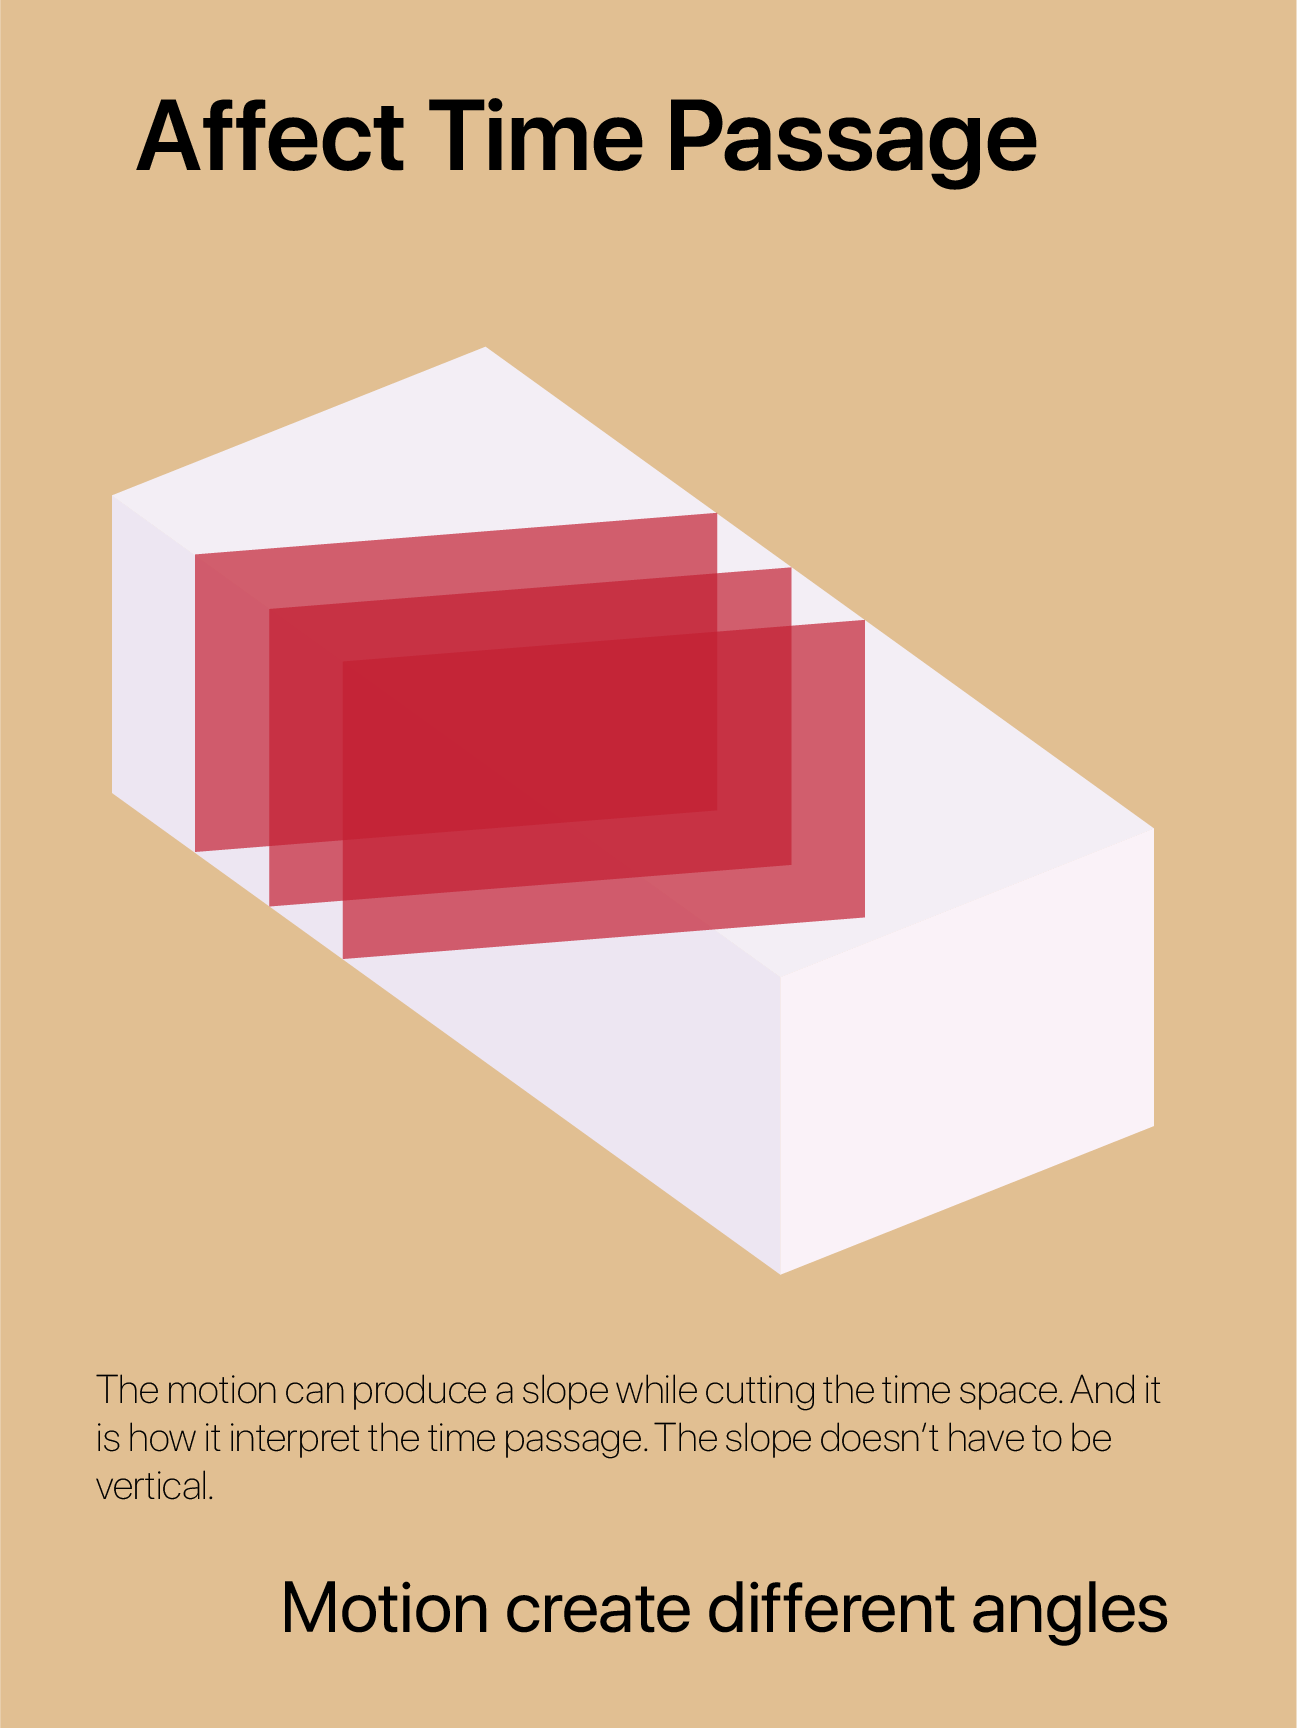 Affect Time Passage
The motion can produce a slope while cutting the time space. And it
is how it interpret the time passage. The slope doesn’t have to be
vertical.
Motion create different angles